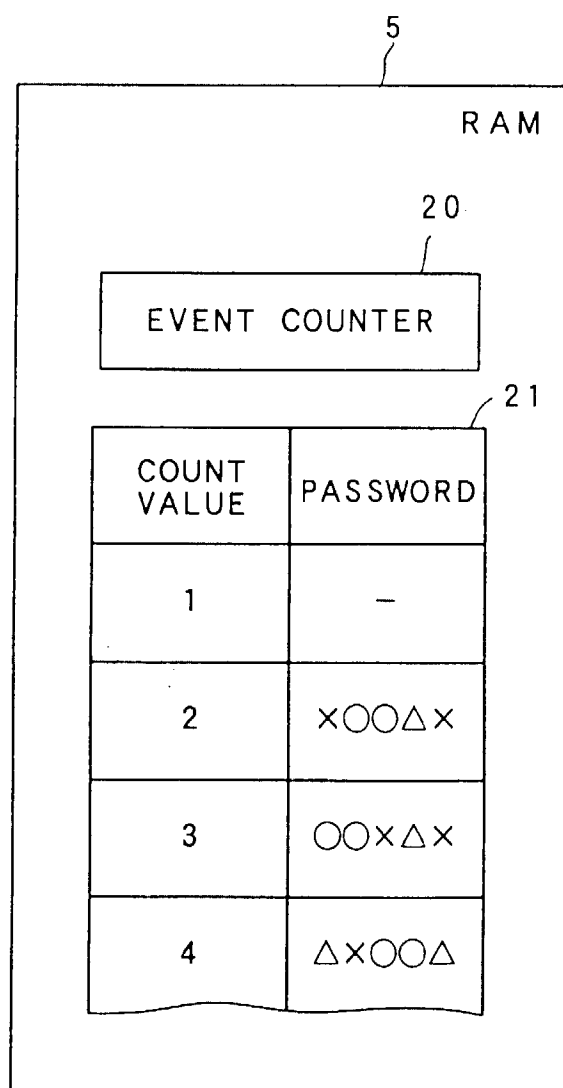 5
RAM
20
EVENT COUNTER
21
COUNT VALUE PASSWORD
1 –
2 ×○○△×
3 ○○×△×
4 △×○○△